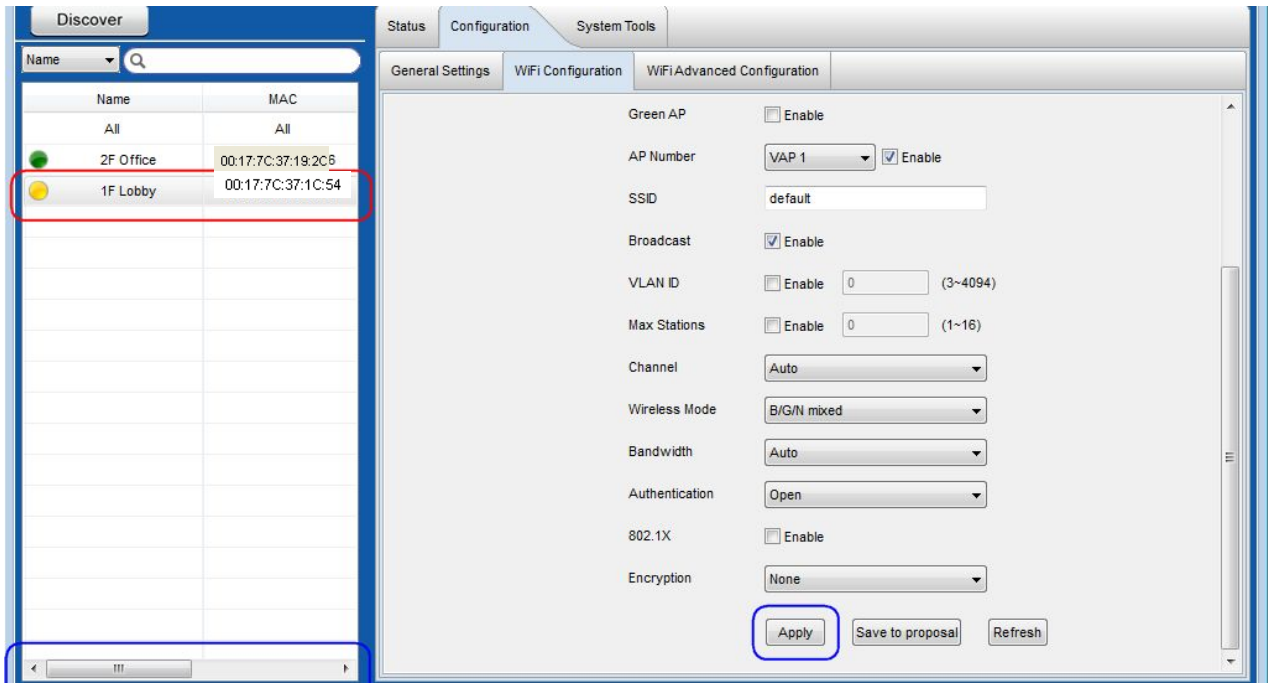 Discover
Status Configuration System Tools
Name
General Settings WiFi Configuration WiFi Advanced Configuration
Name MAC
All All
2F Office 00:17:7C:37:19:2C6
1F Lobby 00:17:7C:37:1C:54
Green AP Enable
AP Number VAP 1 Enable
SSID default
Broadcast Enable
VLAN ID Enable 0 (3~4094)
Max Stations Enable 0 (1~16)
Channel Auto
Wireless Mode B/G/N mixed
Bandwidth Auto
Authentication Open
802.1X Enable
Encryption None
Apply Save to proposal Refresh